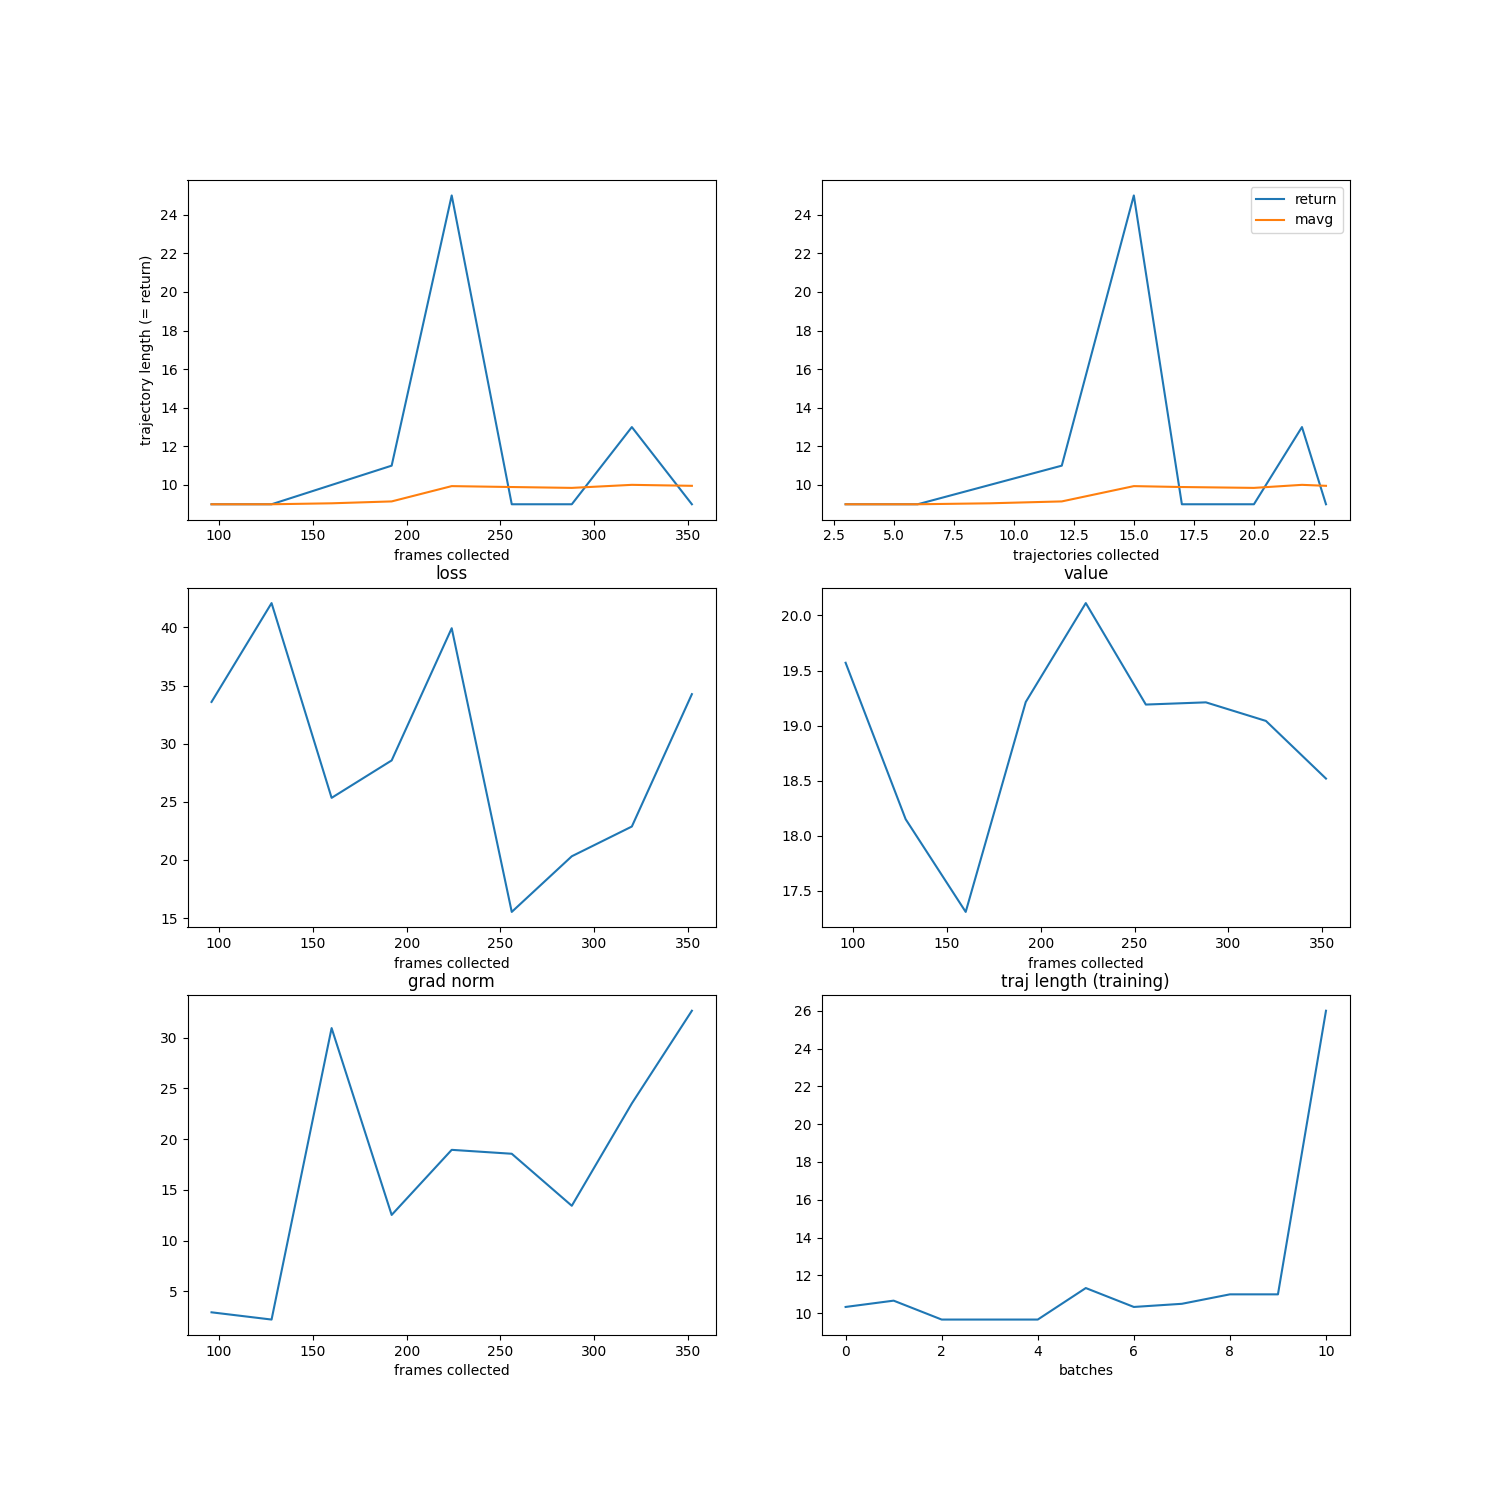 24
22
20
18
16
14
12
10
trajectory length (= return)
100 150 200 250 300 350
frames collected
24
22
20
18
16
14
12
10
return
mavg
2.5 5.0 7.5 10.0 12.5 15.0 17.5 20.0 22.5
trajectories collected
loss
40
35
30
25
20
15
100 150 200 250 300 350
frames collected
value
20.0
19.5
19.0
18.5
18.0
17.5
100 150 200 250 300 350
frames collected
grad norm
30
25
20
15
10
5
100 150 200 250 300 350
frames collected
traj length (training)
26
24
22
20
18
16
14
12
10
0 2 4 6 8 10
batches